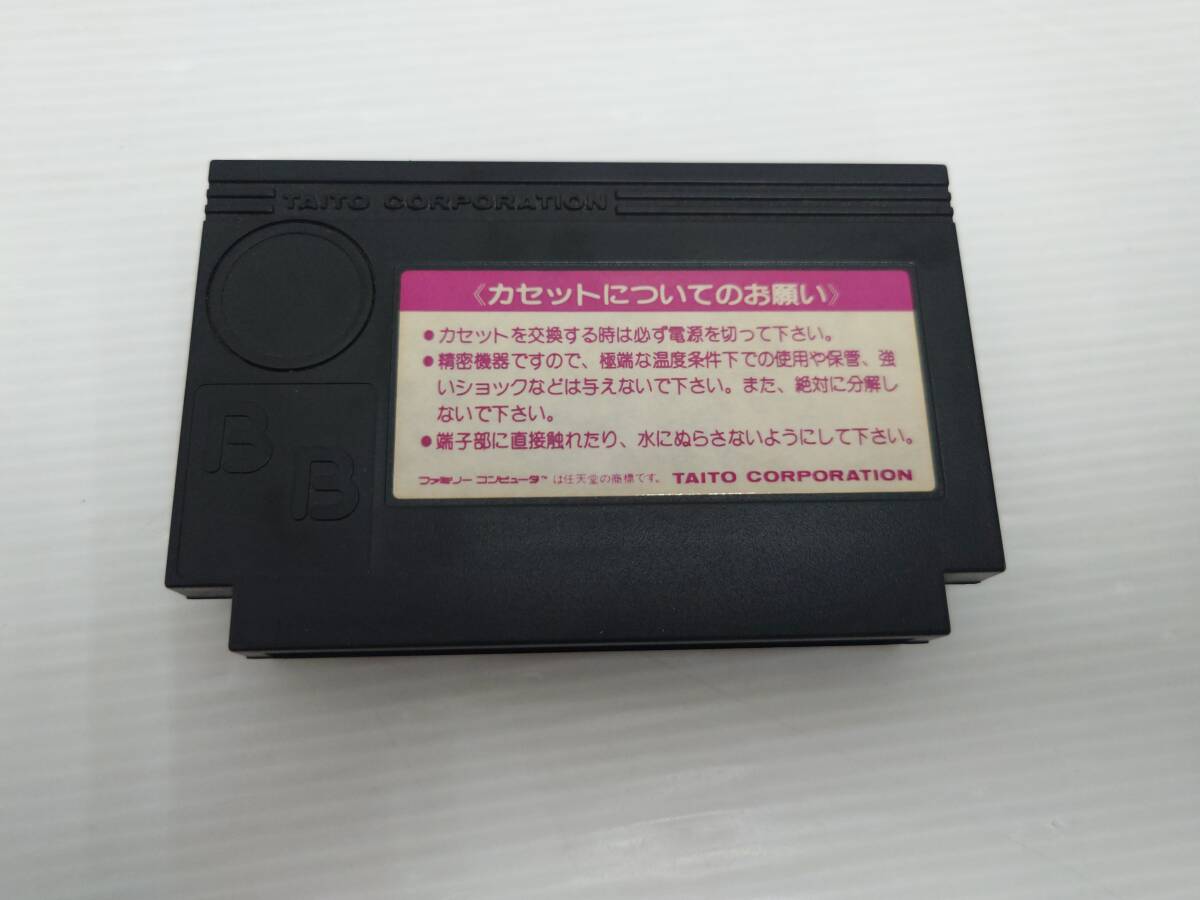 TAITO CORPORATION
《カセットについてのお願い》
●カセットを交換する時は必ず電源を切って下さい。
●精密機器ですので、極端な温度条件下での使用や保管、強
いショックなどは与えないで下さい。また、絶対に分解し
ないで下さい。
●端子部に直接触れたり、水にぬらさないようにして下さい。
ファミリーコンピュータ™は任天堂の商標です。 TAITO CORPORATION
B
B